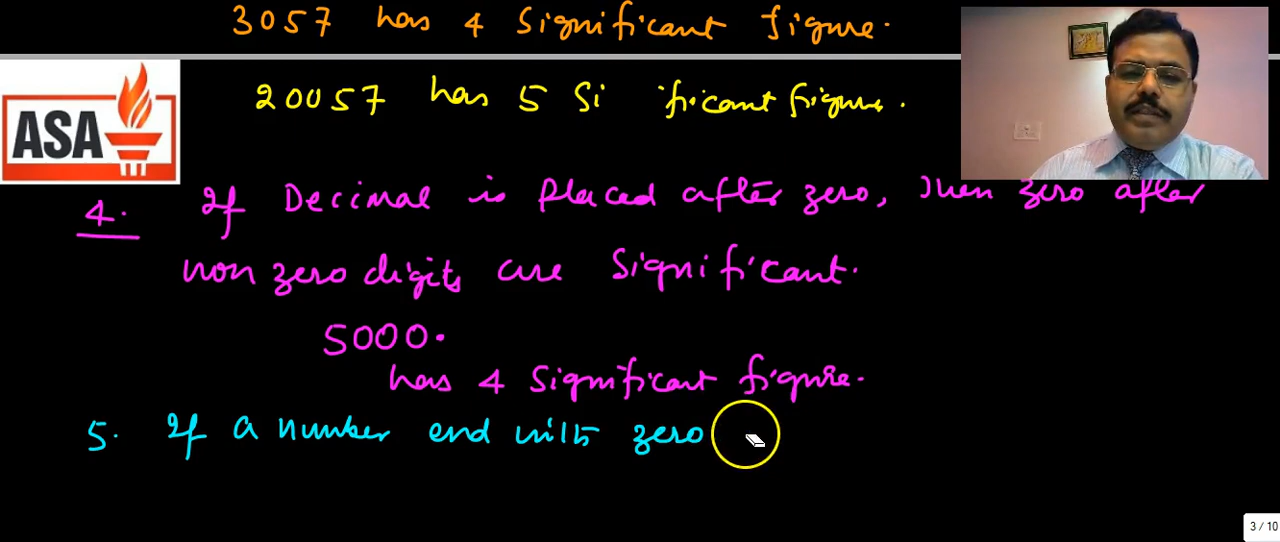 3057 has 4 Significant figure.
ASA
20057 has 5 Si ficant figure.
4. If Decimal is placed after zero, then zero after
non zero digits are Significant.
5000.
has 4 Significant figure.
5. If a number end with zero
3 / 10